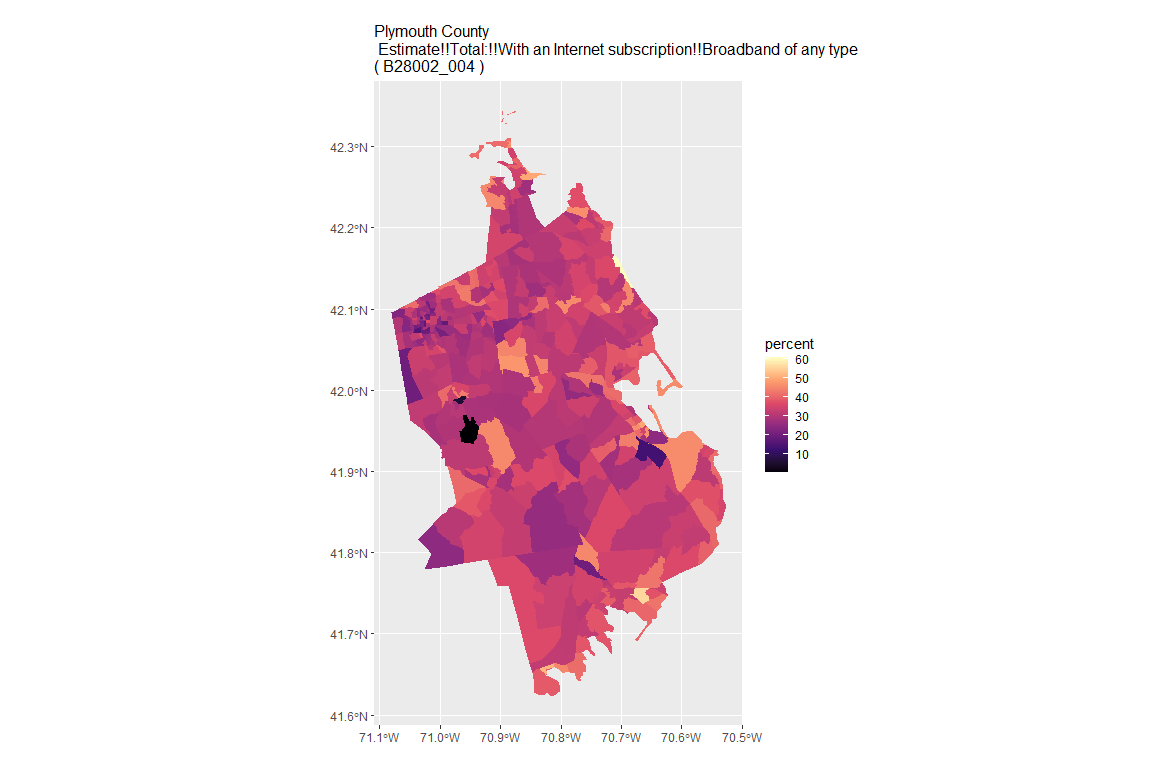 Plymouth County
Estimate!!Total:!!With an Internet subscription!!Broadband of any type
( B28002_004 )
42.3°N
42.2°N
42.1°N
42.0°N
41.9°N
41.8°N
41.7°N
41.6°N
71.1°W 71.0°W 70.9°W 70.8°W 70.7°W 70.6°W 70.5°W
percent
60
50
40
30
20
10